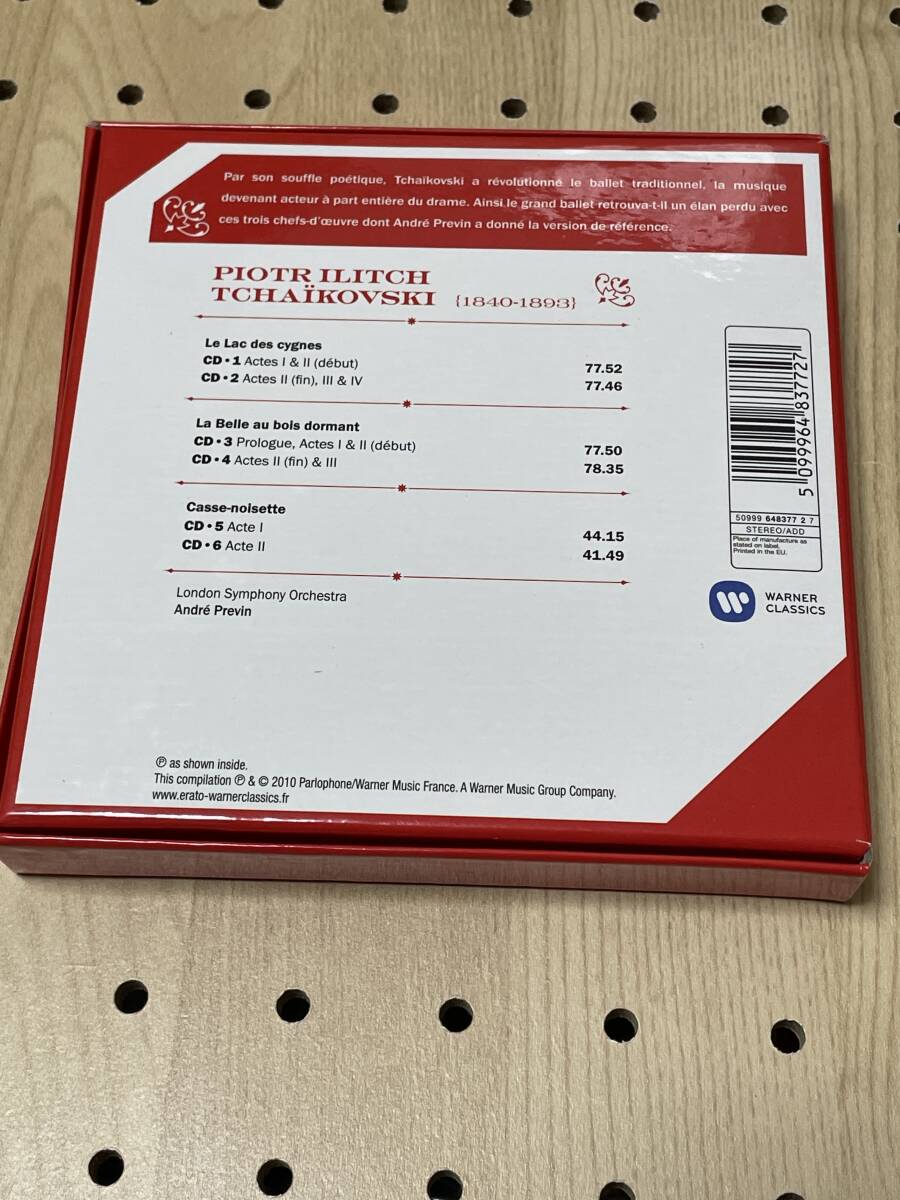 Par son souffle poétique, Tchaïkovski a révolutionné le ballet traditionnel, la musique
devenant acteur à part entière du drame. Ainsi le grand ballet retrouva-t-il un élan perdu avec
ces trois chefs-d'œuvre dont André Previn a donné la version de référence.
PIOTR ILITCH
TCHAÏKOVSKI {1840-1893}
Le Lac des cygnes
CD • 1 Actes I & II (début) 77.52
CD • 2 Actes II (fin), III & IV 77.46
La Belle au bois dormant
CD • 3 Prologue, Actes I & II (début) 77.50
CD • 4 Actes II (fin) & III 78.35
Casse-noisette
CD • 5 Acte I 44.15
CD • 6 Acte II 41.49
London Symphony Orchestra
André Previn
5 099964 837727
50999 648377 2 7
STEREO/ADD
Place of manufacture as
stated on label.
Printed in the EU.
WARNER
CLASSICS
℗ as shown inside.
This compilation ℗ & © 2010 Parlophone/Warner Music France. A Warner Music Group Company.
www.erato-warnerclassics.fr